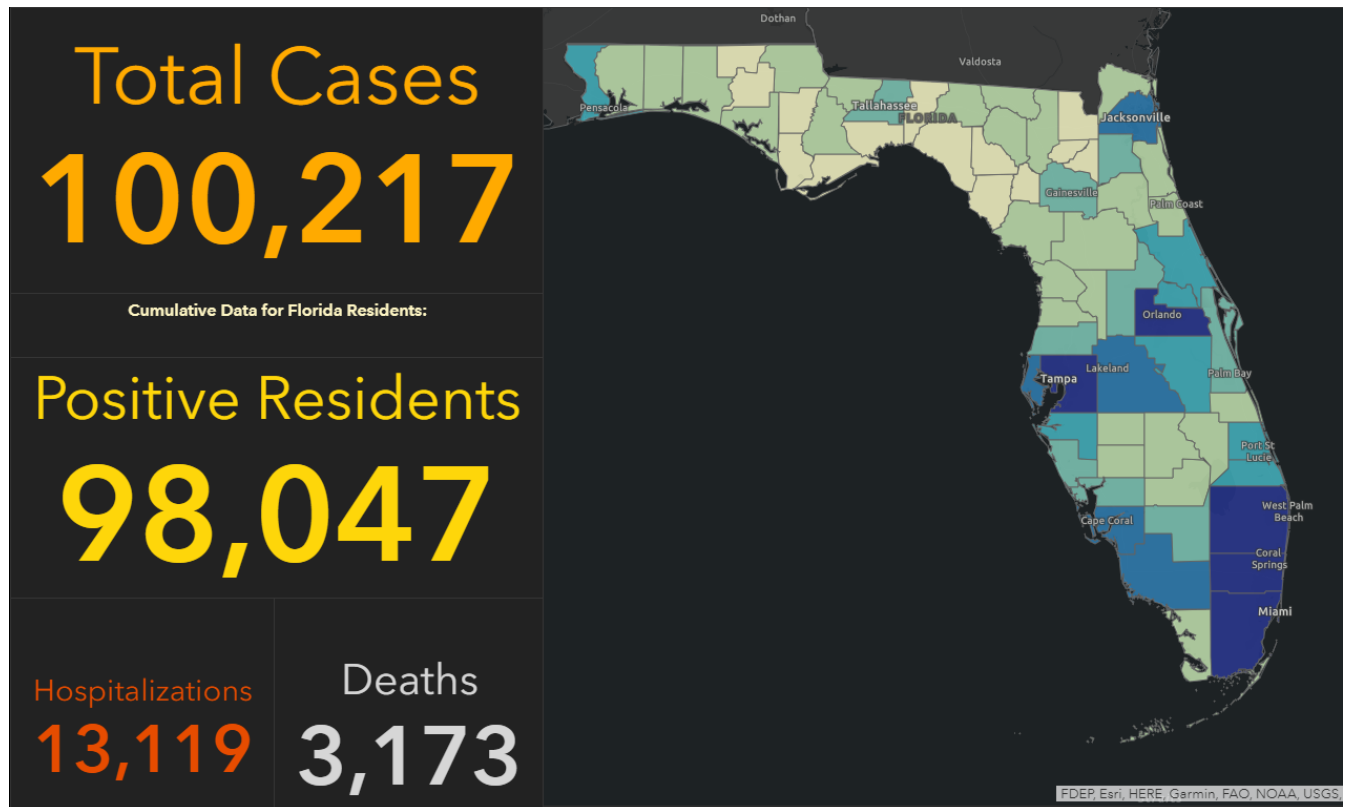 Total Cases
100,217
Cumulative Data for Florida Residents:
Positive Residents
98,047
Hospitalizations
13,119
Deaths
3,173
Dothan
Valdosta
Pensacola
Tallahassee
FLORIDA
Jacksonville
Gainesville
Palm Coast
Orlando
Lakeland
Tampa
Palm Bay
Port St
Lucie
Cape Coral
West Palm
Beach
Coral
Springs
Miami
FDEP, Esri, HERE, Garmin, FAO, NOAA, USGS,